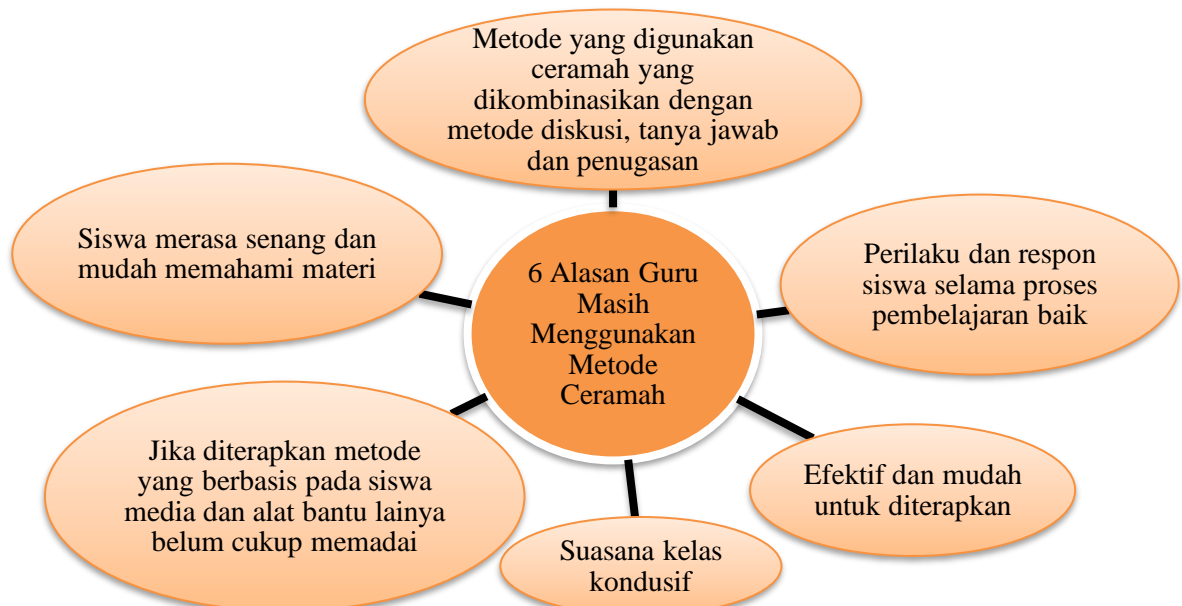 Metode yang digunakan
ceramah yang
dikombinasikan dengan
metode diskusi, tanya jawab
dan penugasan
Siswa merasa senang dan
mudah memahami materi
6 Alasan Guru
Masih
Menggunakan
Metode
Ceramah
Perilaku dan respon
siswa selama proses
pembelajaran baik
Jika diterapkan metode
yang berbasis pada siswa
media dan alat bantu lainya
belum cukup memadai
Efektif dan mudah
untuk diterapkan
Suasana kelas
kondusif